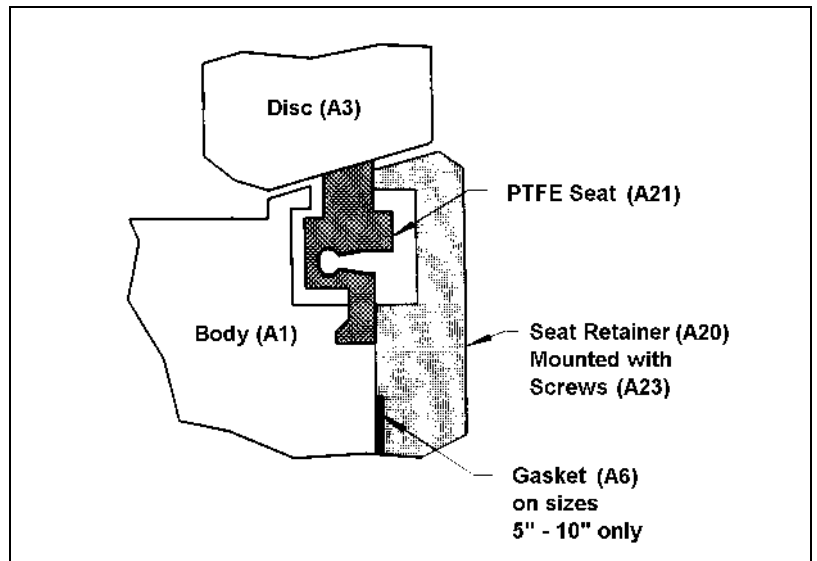 Disc (A3)
PTFE Seat (A21)
Body (A1)
Seat Retainer (A20)
Mounted with
Screws (A23)
Gasket (A6)
on sizes
5" - 10" only